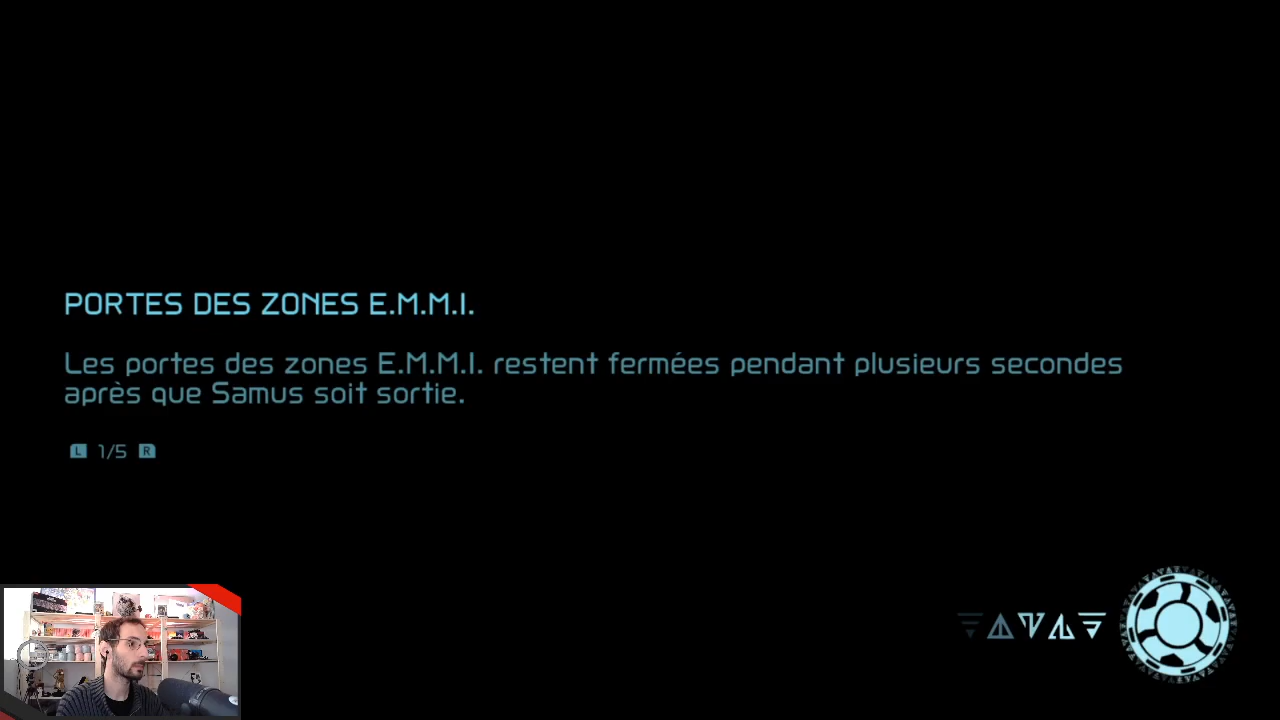 PORTES DES ZONES E.M.M.I.
Les portes des zones E.M.M.I. restent fermées pendant plusieurs secondes
après que Samus soit sortie.
L 1/5 R